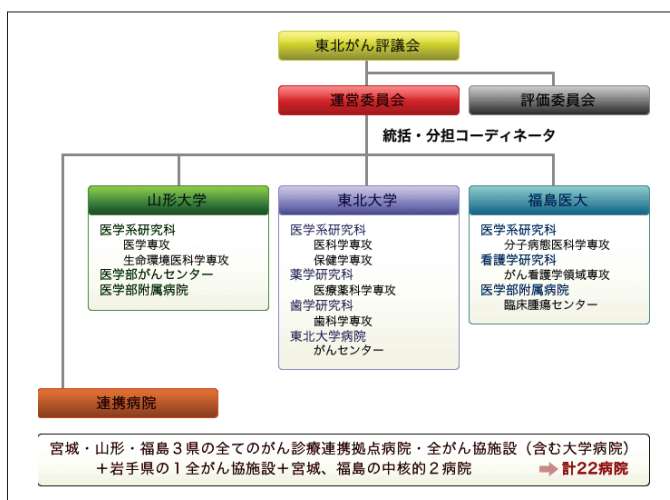 東北がん評議会
運営委員会
評価委員会
統括・分担コーディネータ
山形大学
医学系研究科
医学専攻
生命環境医科学専攻
医学部がんセンター
医学部附属病院
東北大学
医学系研究科
医科学専攻
保健学専攻
薬学研究科
医療薬科学専攻
歯学研究科
歯科学専攻
東北大学病院
がんセンター
福島医大
医学系研究科
分子病態医科学専攻
看護学研究科
がん看護学領域専攻
医学部附属病院
臨床腫瘍センター
連携病院
宮城・山形・福島3県の全てのがん診療連携拠点病院・全がん協施設（含む大学病院）
＋岩手県の1全がん協施設＋宮城、福島の中核的2病院 ➡ 計22病院